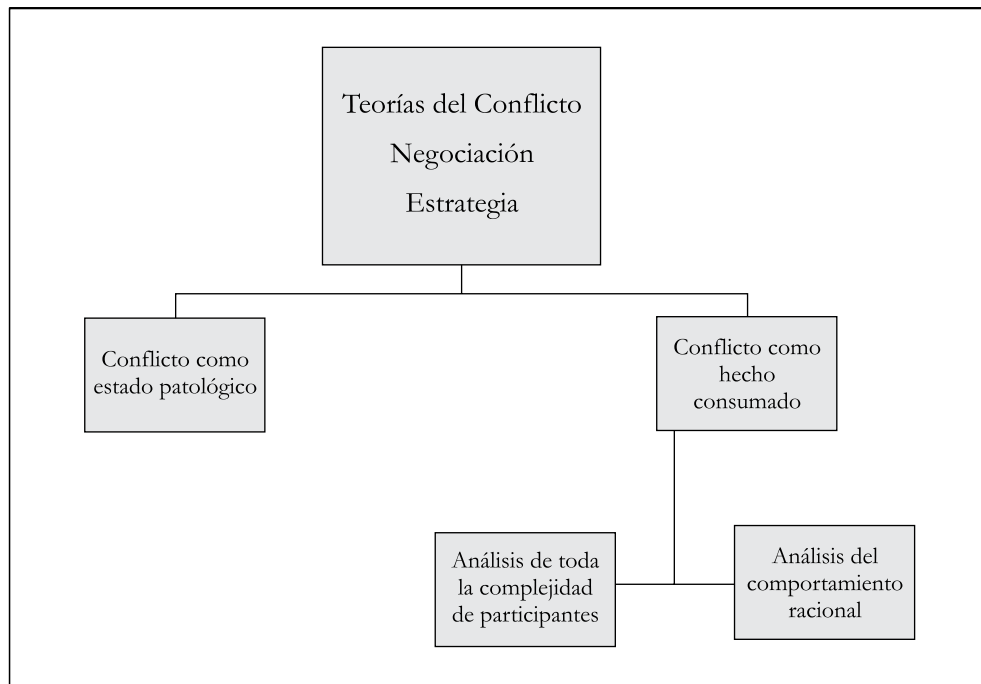 Teorías del Conflicto
Negociación
Estrategia
Conflicto como
estado patológico
Conflicto como
hecho
consumado
Análisis de toda
la complejidad
de participantes
Análisis del
comportamiento
racional